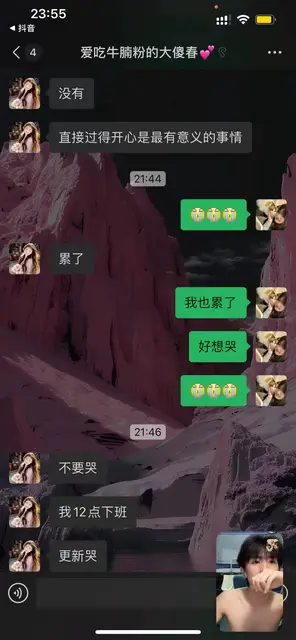 23:55
抖音
4
爱吃牛腩粉的大傻春
没有
直接过得开心是最有意义的事情
21:44
累了
我也累了
好想哭
21:46
不要哭
我12点下班
更新哭